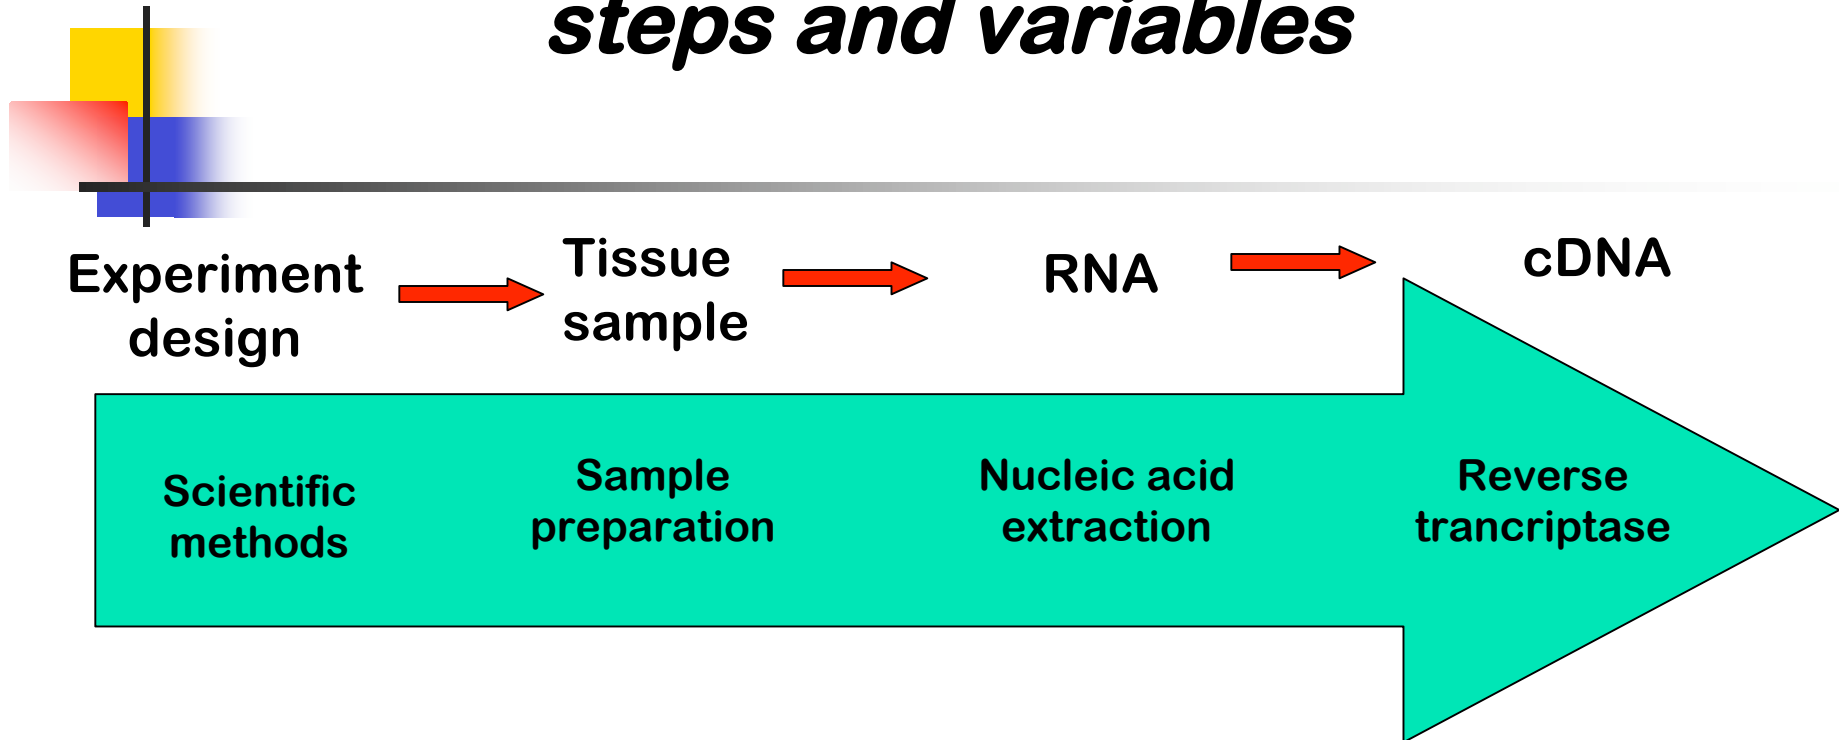 steps and variables
Experiment
design
Tissue
sample
RNA
cDNA
Scientific
methods
Sample
preparation
Nucleic acid
extraction
Reverse
trancriptase